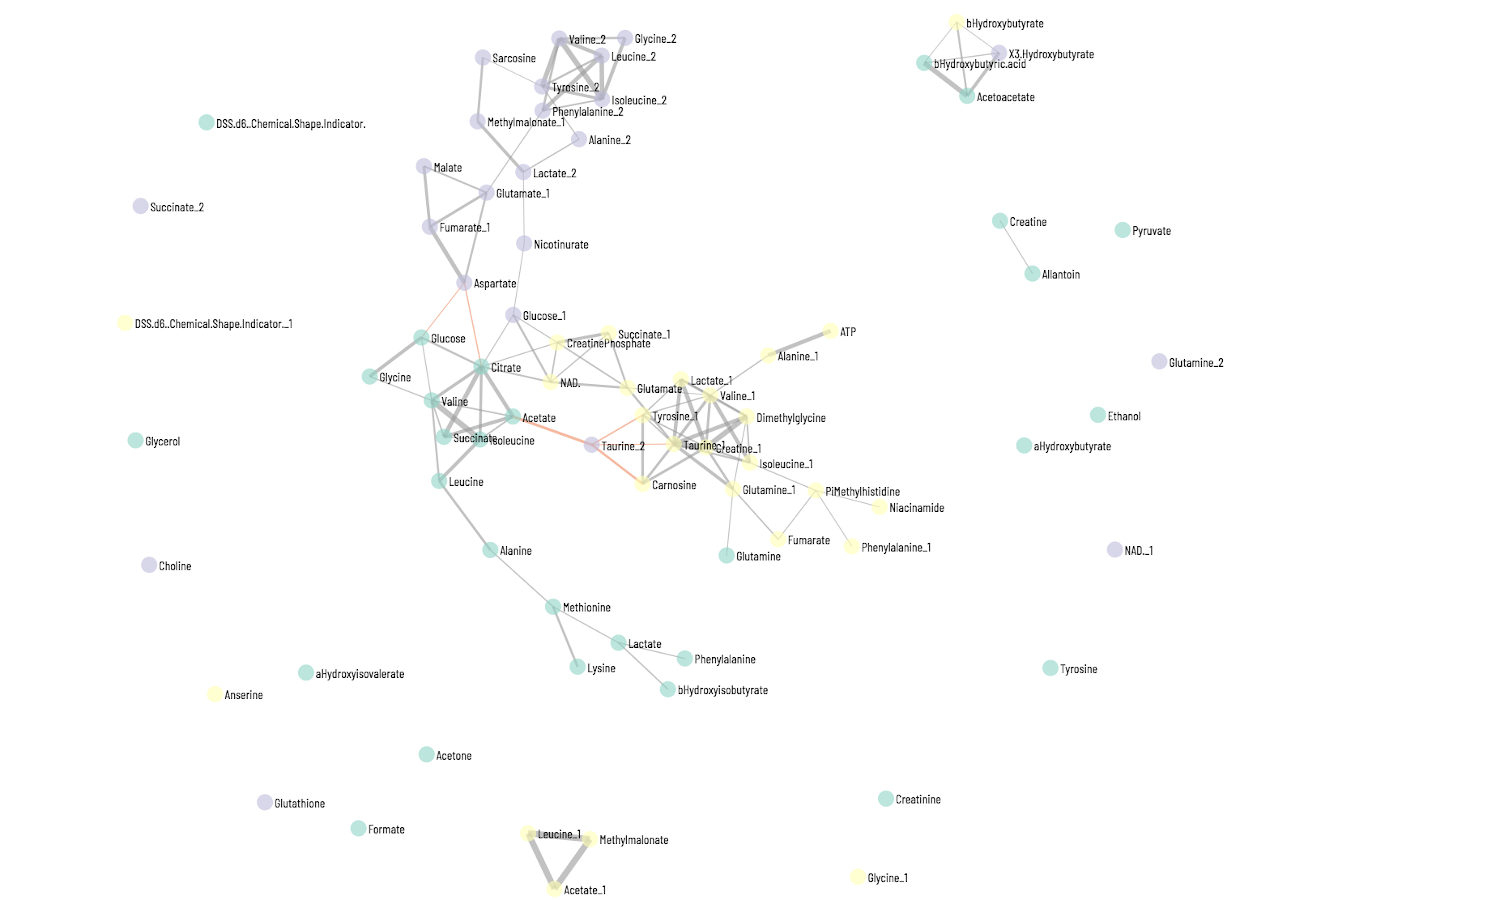 bHydroxybutyrate
Valine_2
Glycine_2
Sarcosine
Leucine_2
X3.Hydroxybutyrate
bHydroxybutyric.acid
Tyrosine_2
Acetoacetate
Isoleucine_2
Phenylalanine_2
DSS.d6..Chemical.Shape.Indicator.
Methylmalonate_1
Alanine_2
Malate
Lactate_2
Glutamate_1
Succinate_2
Creatine
Fumarate_1
Pyruvate
Nicotinurate
Allantoin
Aspartate
Glucose_1
DSS.d6..Chemical.Shape.Indicator._1
ATP
Succinate_1
Glucose
CreatinePhosphate
Alanine_1
Glutamine_2
Citrate
Glycine
NAD.
Lactate_1
Glutamate
Valine_1
Valine
Ethanol
Tyrosine_1
Acetate
Dimethylglycine
Succinate
Isoleucine
Glycerol
Taurine_2
Taurine_1
Creatine_1
aHydroxybutyrate
Isoleucine_1
Leucine
Carnosine
Glutamine_1
PiMethylhistidine
Niacinamide
Fumarate
Phenylalanine_1
Alanine
NAD._1
Glutamine
Choline
Methionine
Lactate
Phenylalanine
Lysine
Tyrosine
aHydroxyisovalerate
bHydroxyisobutyrate
Anserine
Acetone
Creatinine
Glutathione
Formate
Leucine_1
Methylmalonate
Glycine_1
Acetate_1